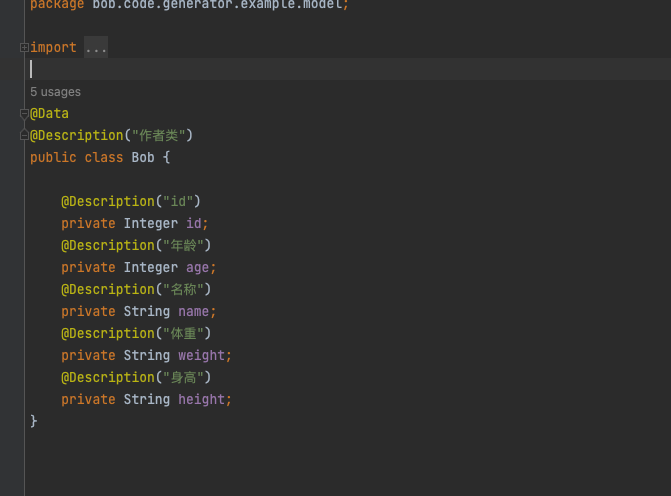 package bob.code.generator.example.model;
import ...
5 usages
@Data
@Description("作者类")
public class Bob {
@Description("id")
private Integer id;
@Description("年龄")
private Integer age;
@Description("名称")
private String name;
@Description("体重")
private String weight;
@Description("身高")
private String height;
}